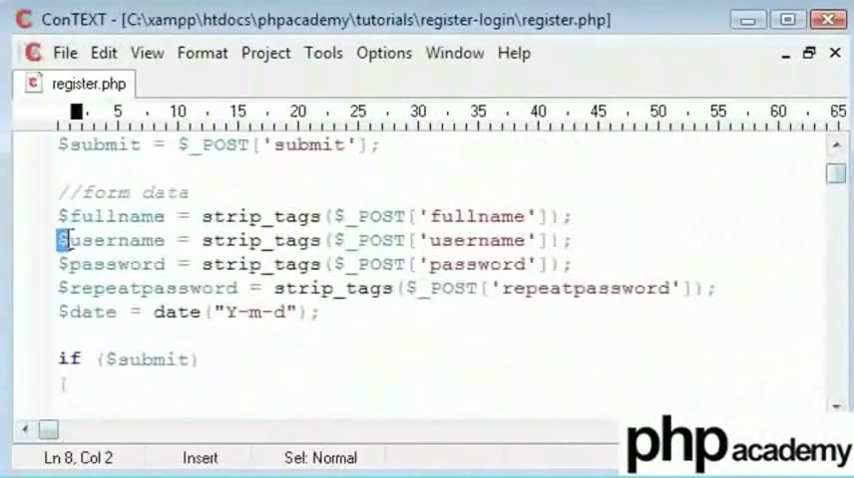 ConTEXT - [C:\xampp\htdocs\phpacademy\tutorials\register-login\register.php]
File Edit View Format Project Tools Options Window Help
register.php
5 10 15 20 25 30 35 40 45 50 55 60 65
$submit = $_POST['submit'];
//form data
$fullname = strip_tags($_POST['fullname']);
$username = strip_tags($_POST['username']);
$password = strip_tags($_POST['password']);
$repeatpassword = strip_tags($_POST['repeatpassword']);
$date = date("Y-m-d");
if ($submit)
{
Ln 8, Col 2 Insert Sel: Normal
php academy